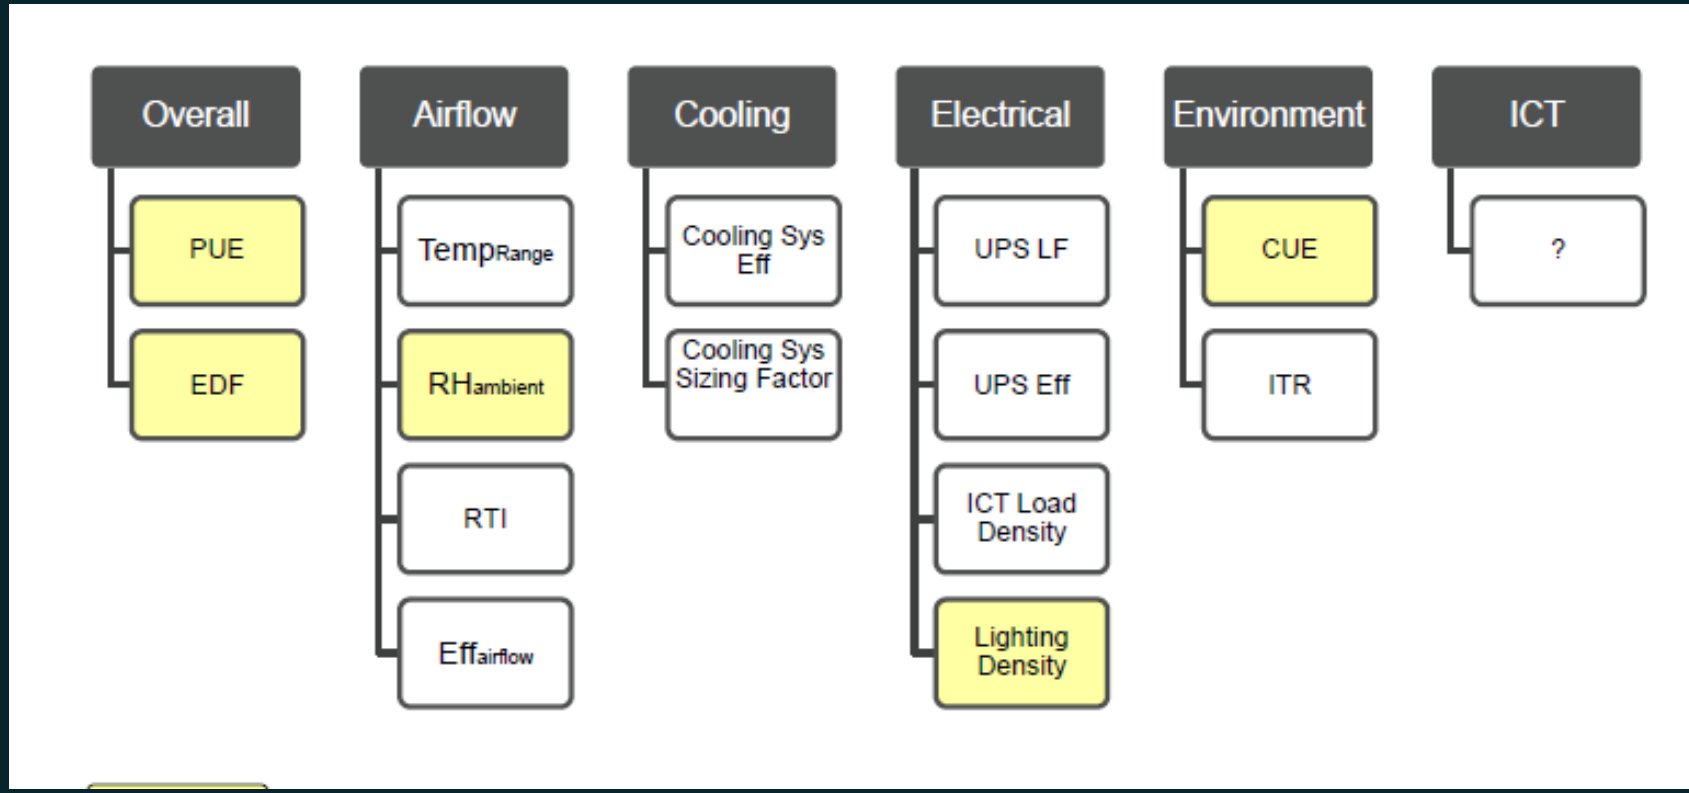 Overall
PUE
EDF
Airflow
TempRange
RHambient
RTI
Effairflow
Cooling
Cooling Sys
Eff
Cooling Sys
Sizing Factor
Electrical
UPS LF
UPS Eff
ICT Load
Density
Lighting
Density
Environment
CUE
ITR
ICT
?